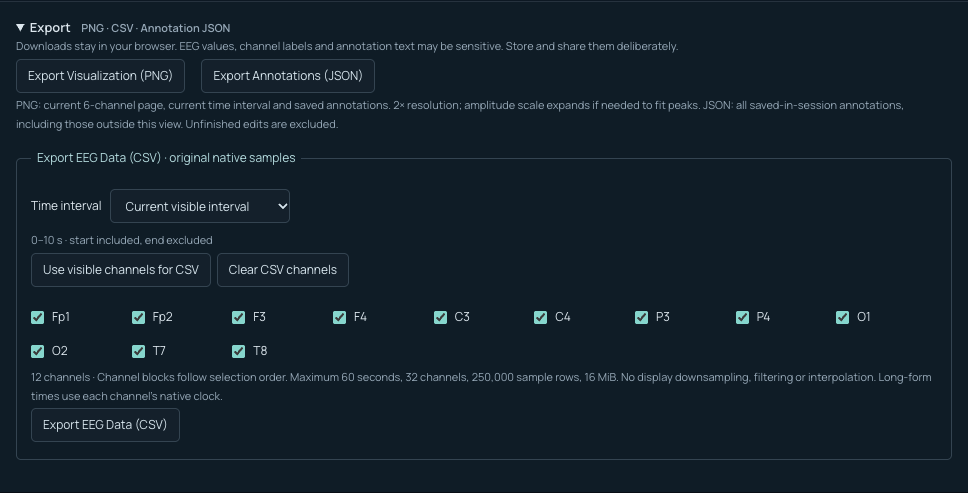 ▼ Export PNG · CSV · Annotation JSON
Downloads stay in your browser. EEG values, channel labels and annotation text may be sensitive. Store and share them deliberately.
Export Visualization (PNG) Export Annotations (JSON)
PNG: current 6-channel page, current time interval and saved annotations. 2× resolution; amplitude scale expands if needed to fit peaks. JSON: all saved-in-session annotations,
including those outside this view. Unfinished edits are excluded.
Export EEG Data (CSV) · original native samples
Time interval Current visible interval
0–10 s · start included, end excluded
Use visible channels for CSV Clear CSV channels
Fp1 Fp2 F3 F4 C3 C4 P3 P4 O1
O2 T7 T8
12 channels · Channel blocks follow selection order. Maximum 60 seconds, 32 channels, 250,000 sample rows, 16 MiB. No display downsampling, filtering or interpolation. Long-form
times use each channel's native clock.
Export EEG Data (CSV)